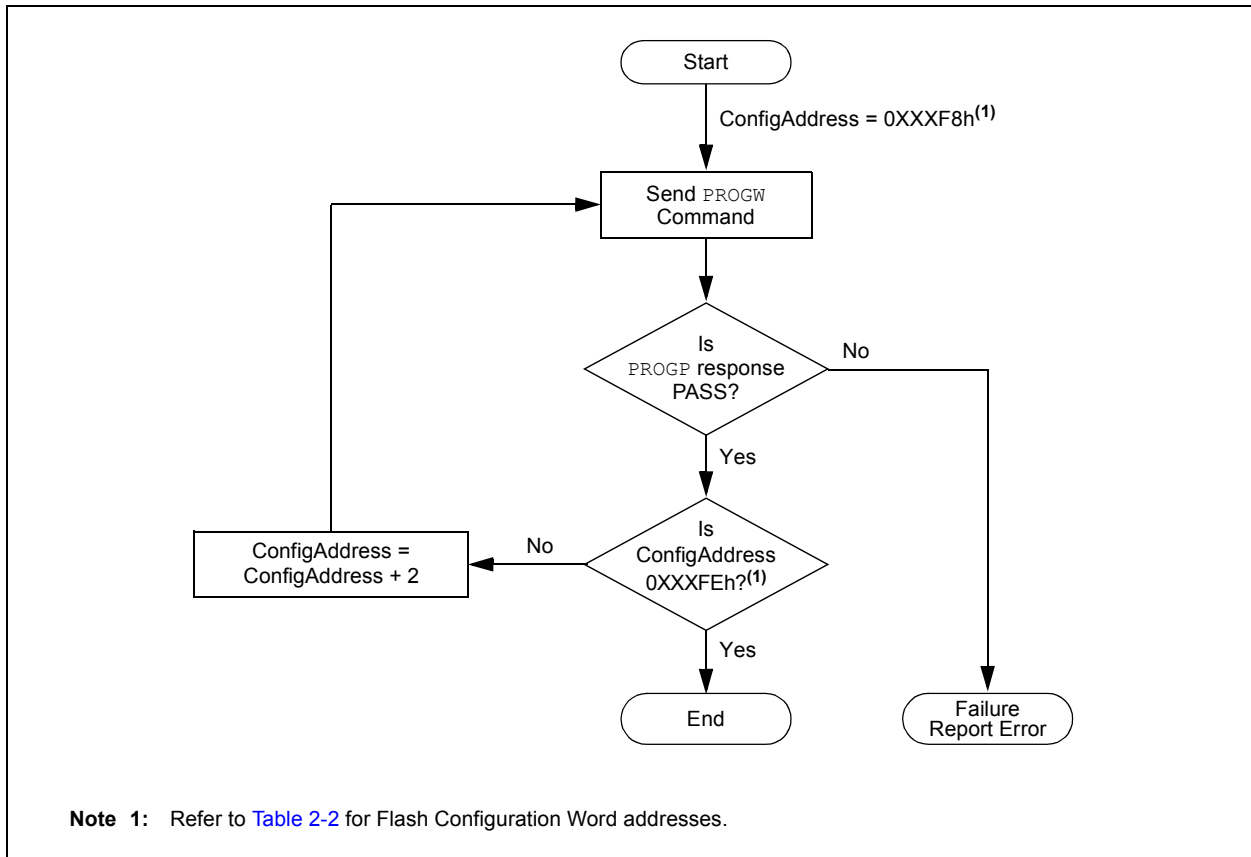 Start
ConfigAddress = 0XXXF8h(1)
Send PROGW
Command
Is
PROGP response
PASS?
No
Yes
Is
ConfigAddress
0XXXFEh?(1)
No
ConfigAddress =
ConfigAddress + 2
Yes
End
Failure
Report Error
Note 1: Refer to Table 2-2 for Flash Configuration Word addresses.